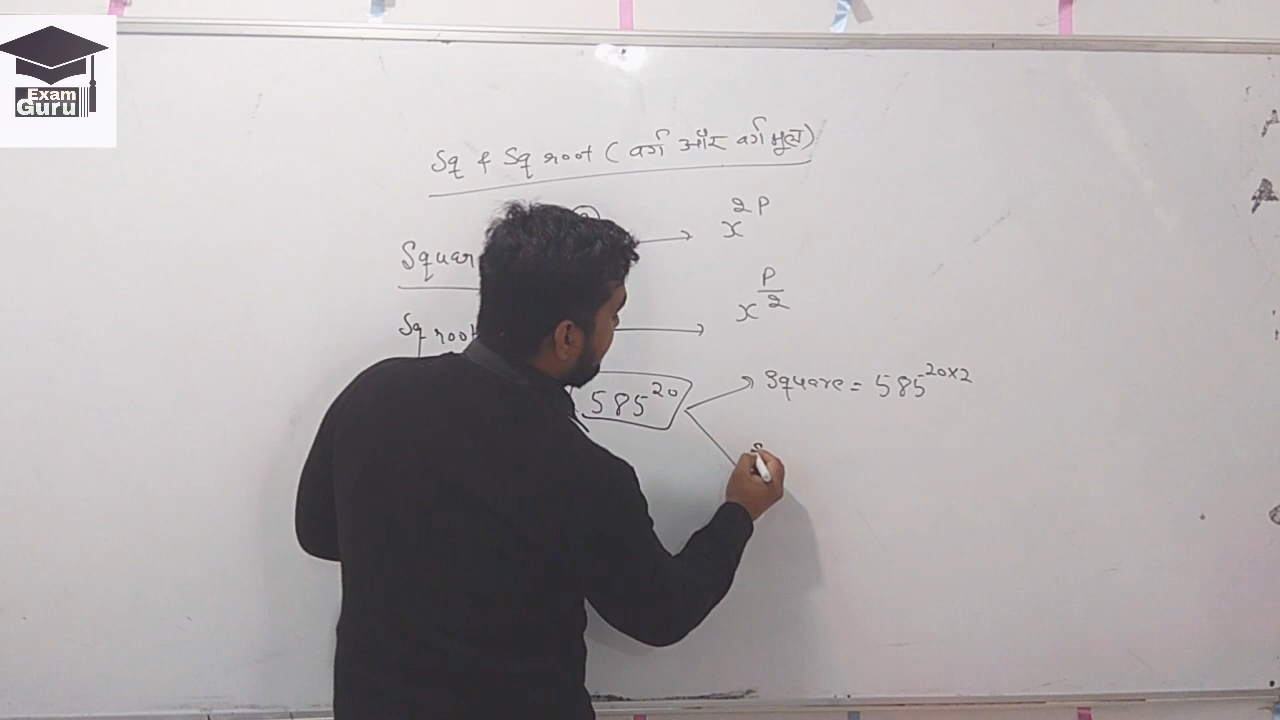 Exam
Guru
Sq & Sq root ( वर्ग और वर्गमूल)
Square → x^2P
Sq root → x^P/2
585^20 → Square = 585^20×2